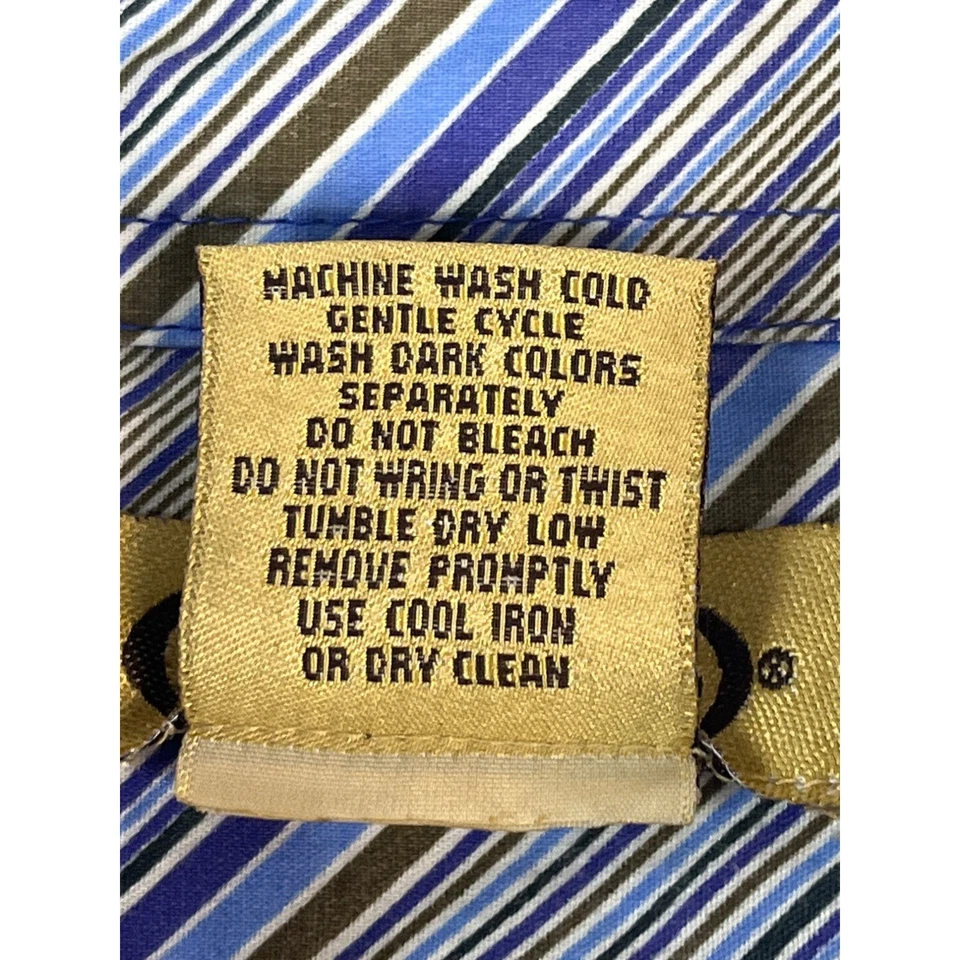 MACHINE WASH COLD
GENTLE CYCLE
WASH DARK COLORS
SEPARATELY
DO NOT BLEACH
DO NOT WRING OR TWIST
TUMBLE DRY LOW
REMOVE PROMPTLY
USE COOL IRON
OR DRY CLEAN
®